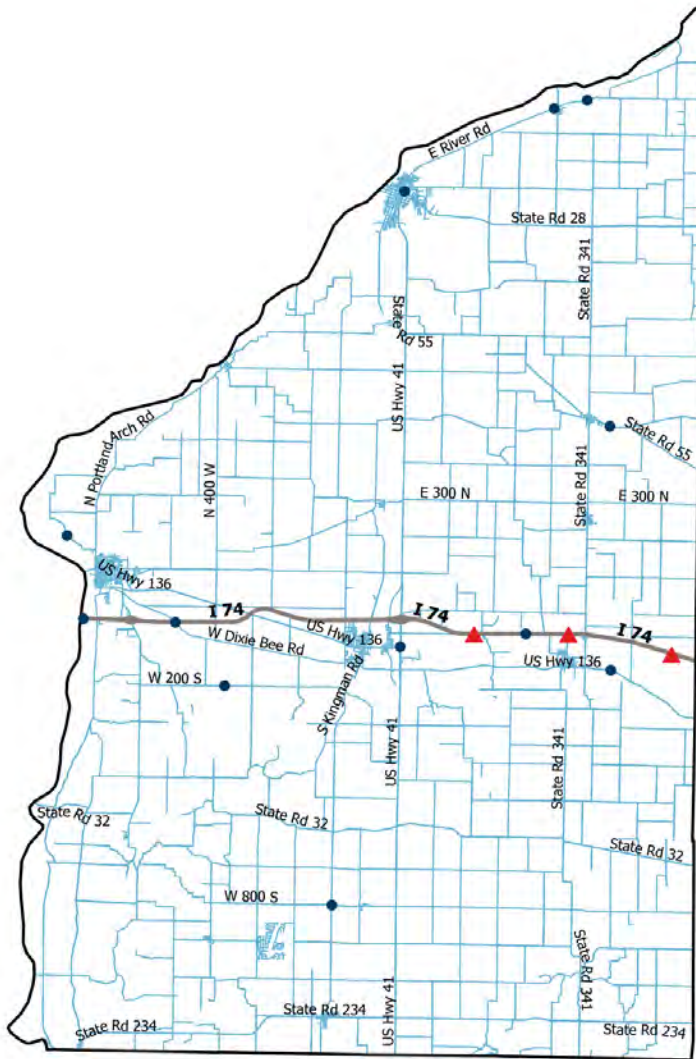 E River Rd
State Rd 28
State Rd 341
State
Rd 55
US Hwy 41
N Portland Arch Rd
State Rd 55
N 400 W
State Rd 341
E 300 N
E 300 N
US Hwy 136
I 74
US Hwy 136
I 74
I 74
W Dixie Bee Rd
US Hwy 136
W 200 S
S Kingman Rd
US Hwy 41
State Rd 341
State Rd 32
State Rd 32
State Rd 32
W 800 S
State Rd 341
US Hwy 41
State Rd 234
State Rd 234
State Rd 234